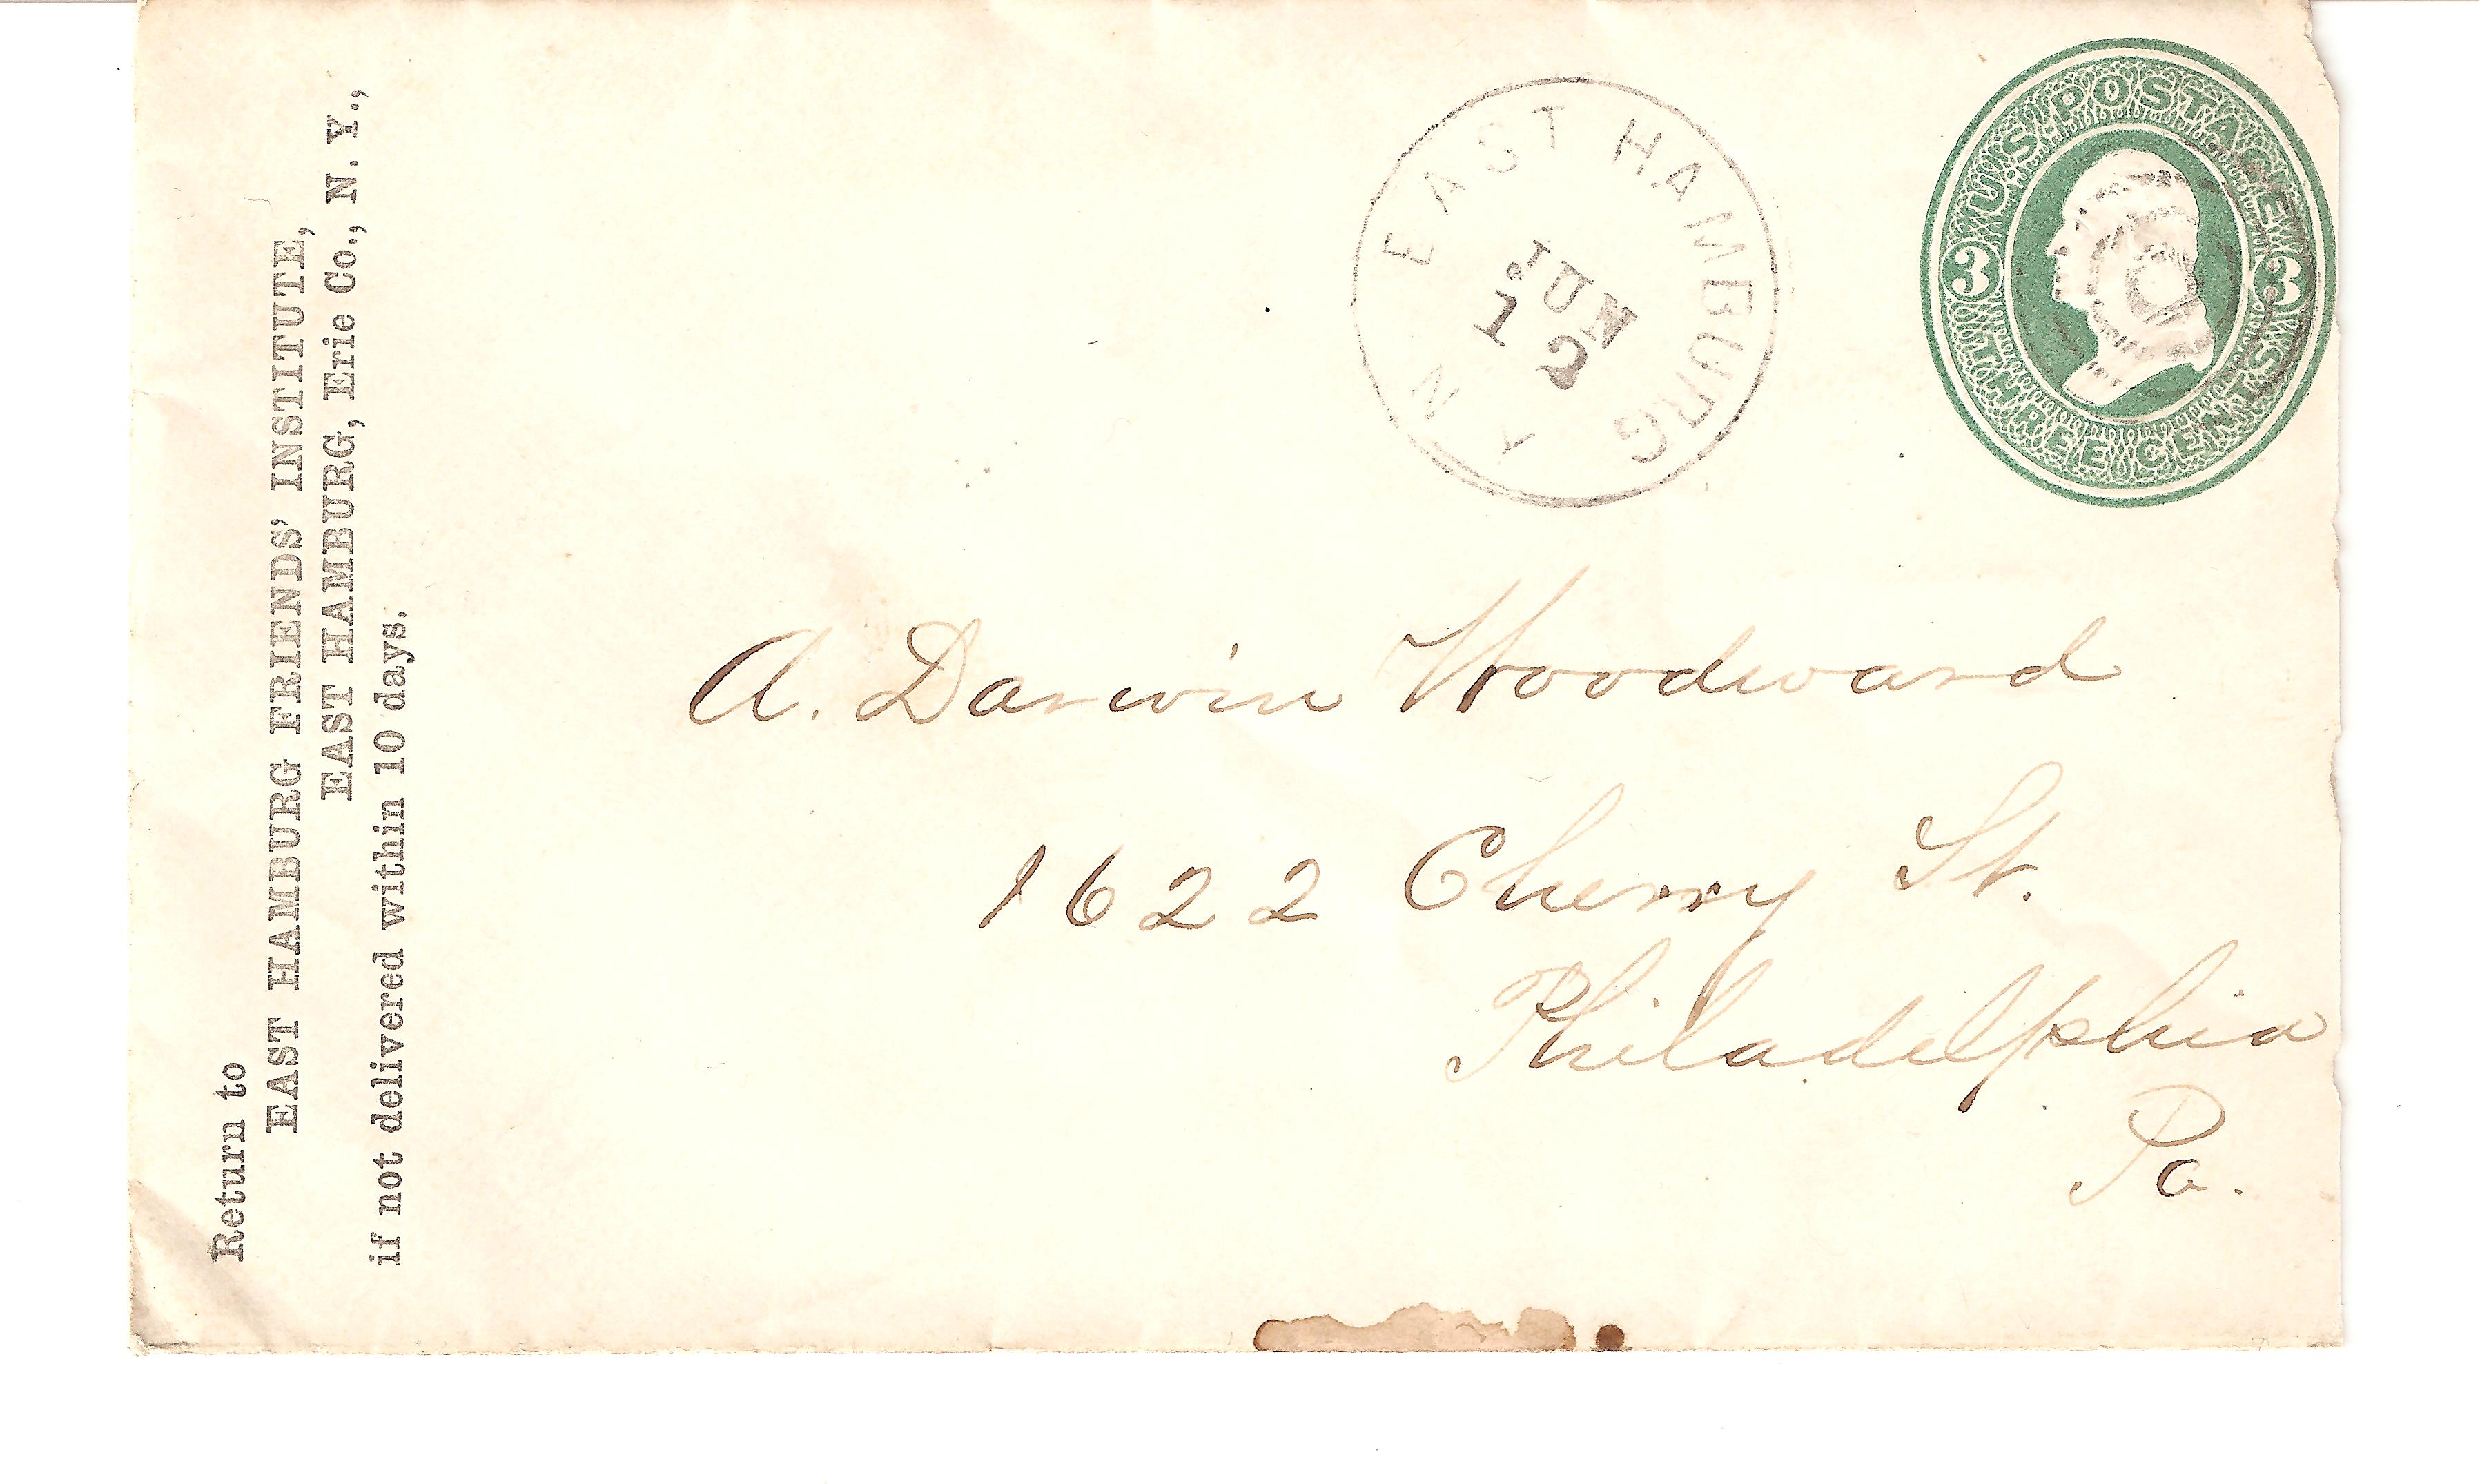 Return to
EAST HAMBURG FRIENDS' INSTITUTE,
EAST HAMBURG, Erie Co., N. Y.,
if not delivered within 10 days.
EAST HAMBURG
JUN
12
N Y
U.S. POSTAGE
3 3
THREE CENTS
A. Darwin Woodward
1622 Cherry St.
Philadelphia
Pa.